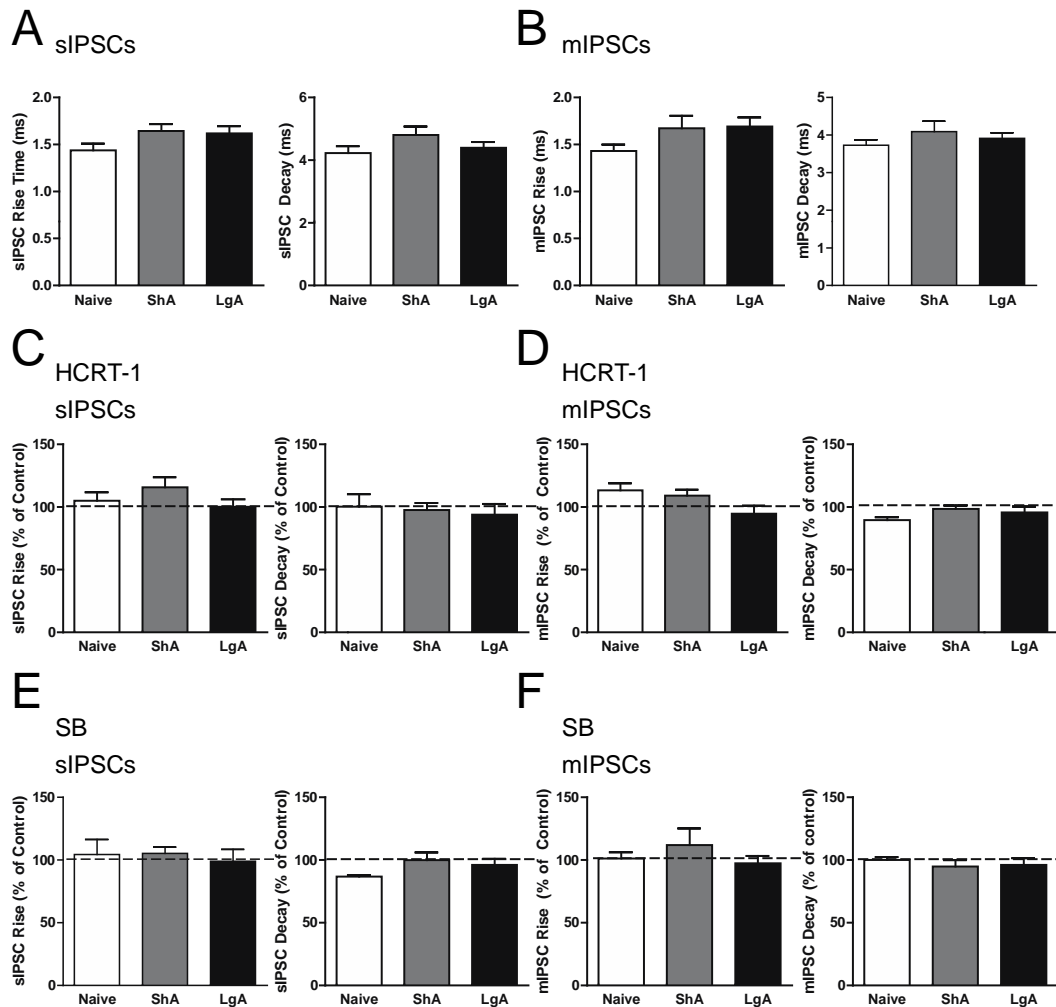 A sIPSCs
sIPSC Rise Time (ms)
2.0
1.5
1.0
0.5
0.0
Naive ShA LgA
sIPSC Decay (ms)
6
4
2
0
Naive ShA LgA
B mIPSCs
mIPSC Rise (ms)
2.0
1.5
1.0
0.5
0.0
Naive ShA LgA
mIPSC Decay (ms)
5
4
3
2
1
0
Naive ShA LgA
C
HCRT-1
sIPSCs
sIPSC Rise (% of Control)
150
100
50
0
Naive ShA LgA
sIPSC Decay (% of Control)
150
100
50
0
Naive ShA LgA
D
HCRT-1
mIPSCs
mIPSC Rise (% of Control)
150
100
50
0
Naive ShA LgA
mIPSC Decay (% of Control)
150
100
50
0
Naive ShA LgA
E
SB
sIPSCs
sIPSC Rise (% of Control)
150
100
50
0
Naive ShA LgA
sIPSC Decay (% of Control)
150
100
50
0
Naive ShA LgA
F
SB
mIPSCs
mIPSC Rise (% of Control)
150
100
50
0
Naive ShA LgA
mIPSC Decay (% of control)
150
100
50
0
Naive ShA LgA